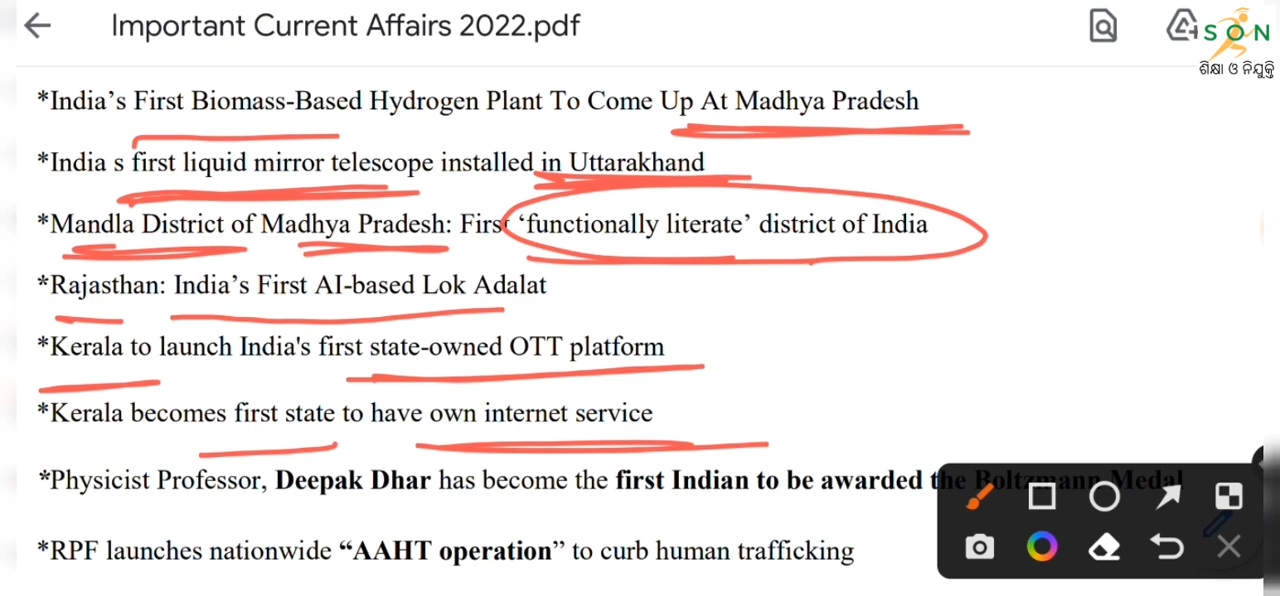 Important Current Affairs 2022.pdf
SON
ଶିକ୍ଷା ଓ ନିଯୁକ୍ତି
*India’s First Biomass-Based Hydrogen Plant To Come Up At Madhya Pradesh
*India s first liquid mirror telescope installed in Uttarakhand
*Mandla District of Madhya Pradesh: First ‘functionally literate’ district of India
*Rajasthan: India’s First AI-based Lok Adalat
*Kerala to launch India's first state-owned OTT platform
*Kerala becomes first state to have own internet service
*Physicist Professor, Deepak Dhar has become the first Indian to be awarded the Boltzmann Medal
*RPF launches nationwide “AAHT operation” to curb human trafficking